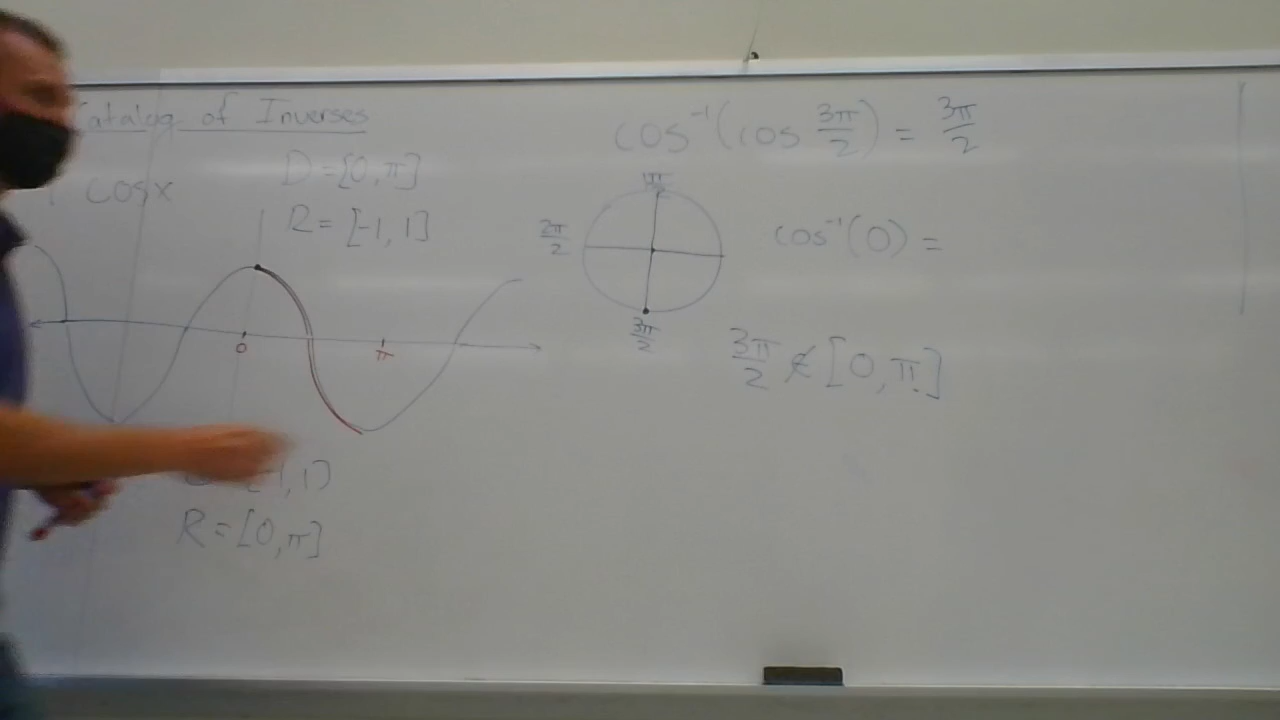 Catalog of Inverses
cos x
D = [0, π]
R = [-1, 1]
0
π
, 1]
R = [0, π]
cos⁻¹(cos 3π/2) = 3π/2
2π/2
3π/2
cos⁻¹(0) =
3π/2 ∉ [0, π]